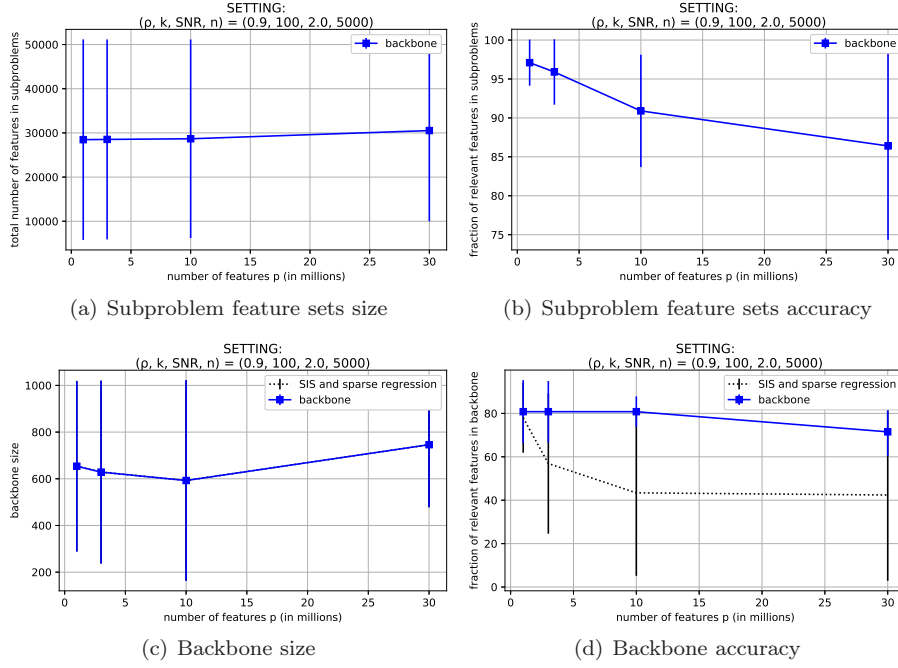 SETTING:
(ρ, k, SNR, n) = (0.9, 100, 2.0, 5000)
total number of features in subproblems
50000
40000
30000
20000
10000
backbone
0 5 10 15 20 25 30
number of features p (in millions)
(a) Subproblem feature sets size
SETTING:
(ρ, k, SNR, n) = (0.9, 100, 2.0, 5000)
fraction of relevant features in subproblems
100
95
90
85
80
75
backbone
0 5 10 15 20 25 30
number of features p (in millions)
(b) Subproblem feature sets accuracy
SETTING:
(ρ, k, SNR, n) = (0.9, 100, 2.0, 5000)
backbone size
1000
800
600
400
200
SIS and sparse regression
backbone
0 5 10 15 20 25 30
number of features p (in millions)
(c) Backbone size
SETTING:
(ρ, k, SNR, n) = (0.9, 100, 2.0, 5000)
fraction of relevant features in backbone
80
60
40
20
0
SIS and sparse regression
backbone
0 5 10 15 20 25 30
number of features p (in millions)
(d) Backbone accuracy